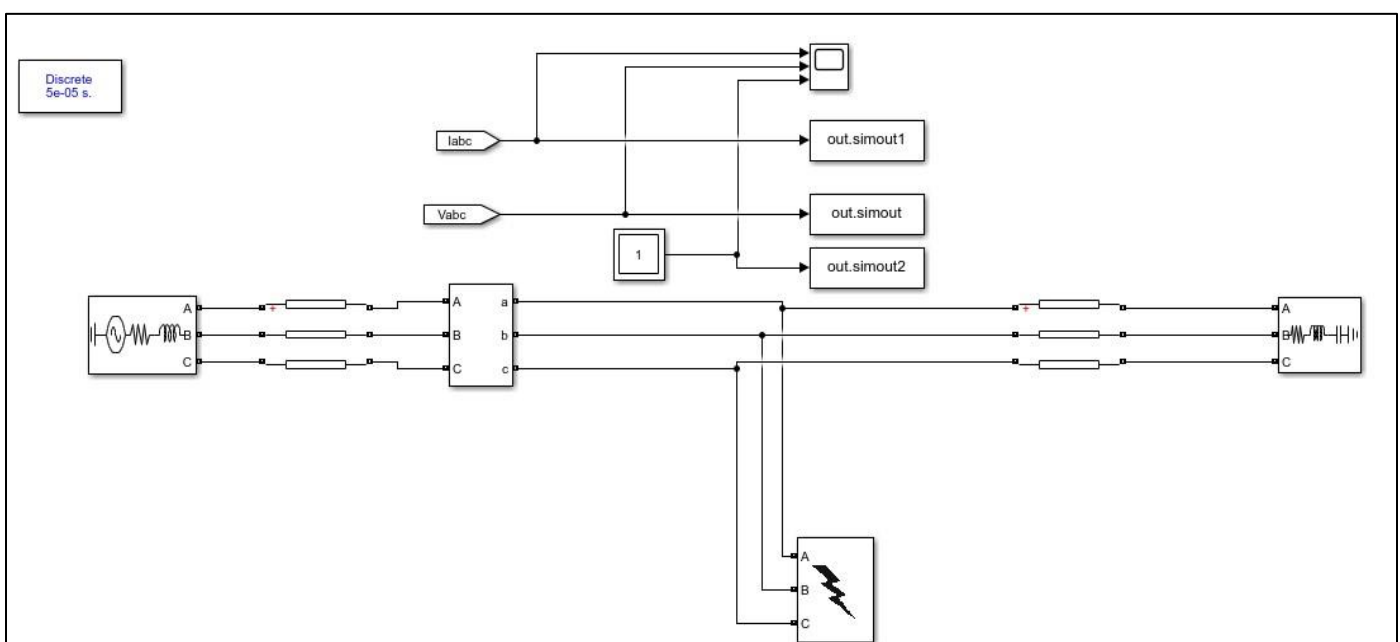 Discrete
5e-05 s.
Iabc
out.simout1
Vabc
out.simout
1
out.simout2
A
B
C
+
A
B
C
a
b
c
+
A
B
C
A
B
C